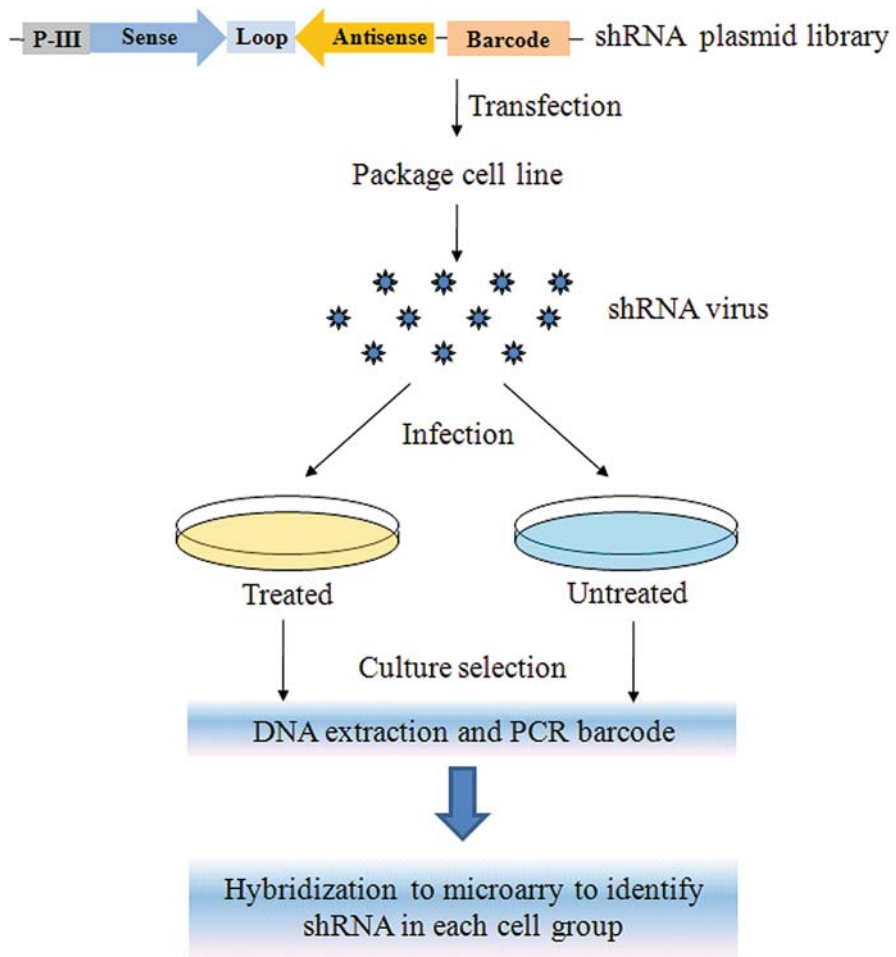 P-III Sense Loop Antisense Barcode shRNA plasmid library
Transfection
Package cell line
shRNA virus
Infection
Treated Untreated
Culture selection
DNA extraction and PCR barcode
Hybridization to microarry to identify
shRNA in each cell group